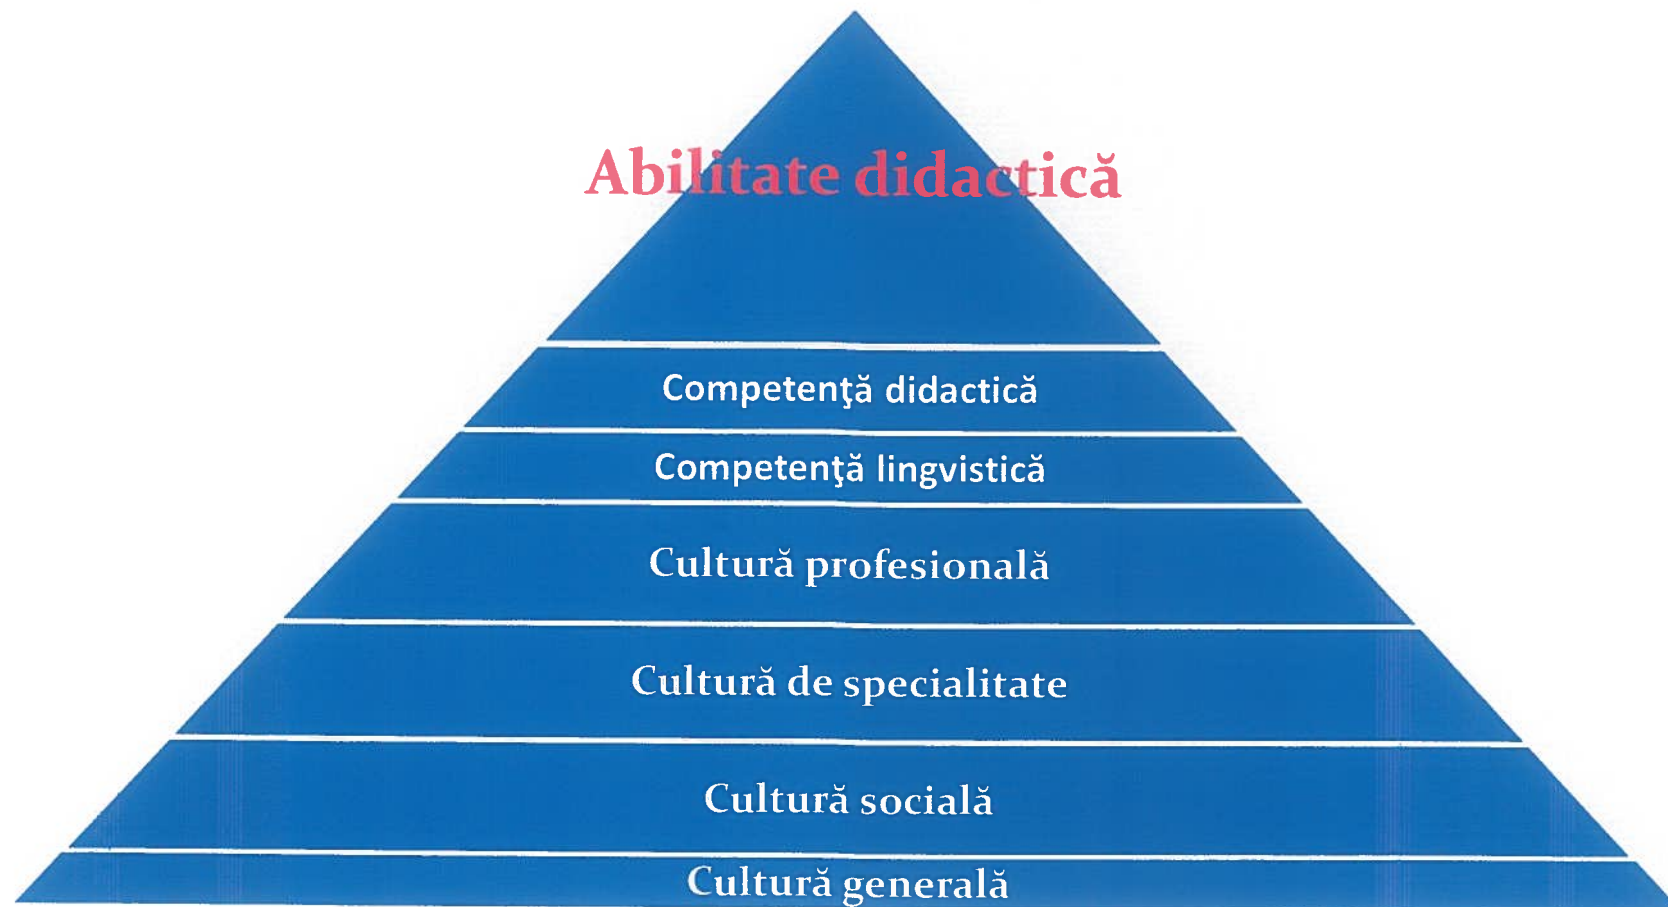 Abilitate didactică
Competenţă didactică
Competenţă lingvistică
Cultură profesională
Cultură de specialitate
Cultură socială
Cultură generală